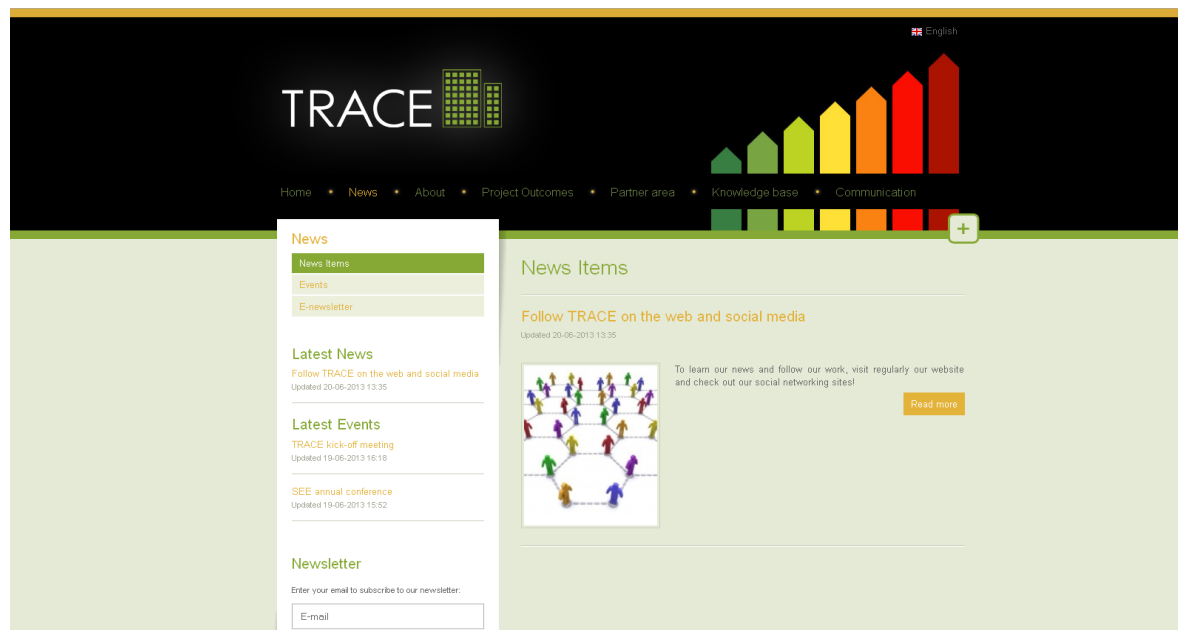 English
TRACE
Home • News • About • Project Outcomes • Partner area • Knowledge base • Communication
+
News
News Items
Events
E-newsletter
Latest News
Follow TRACE on the web and social media
Updated 20-06-2013 13:35
Latest Events
TRACE kick-off meeting
Updated 19-06-2013 16:18
SEE annual conference
Updated 19-06-2013 15:52
Newsletter
Enter your email to subscribe to our newsletter:
E-mail
News Items
Follow TRACE on the web and social media
Updated 20-06-2013 13:35
To learn our news and follow our work, visit regularly our website
and check out our social networking sites!
Read more